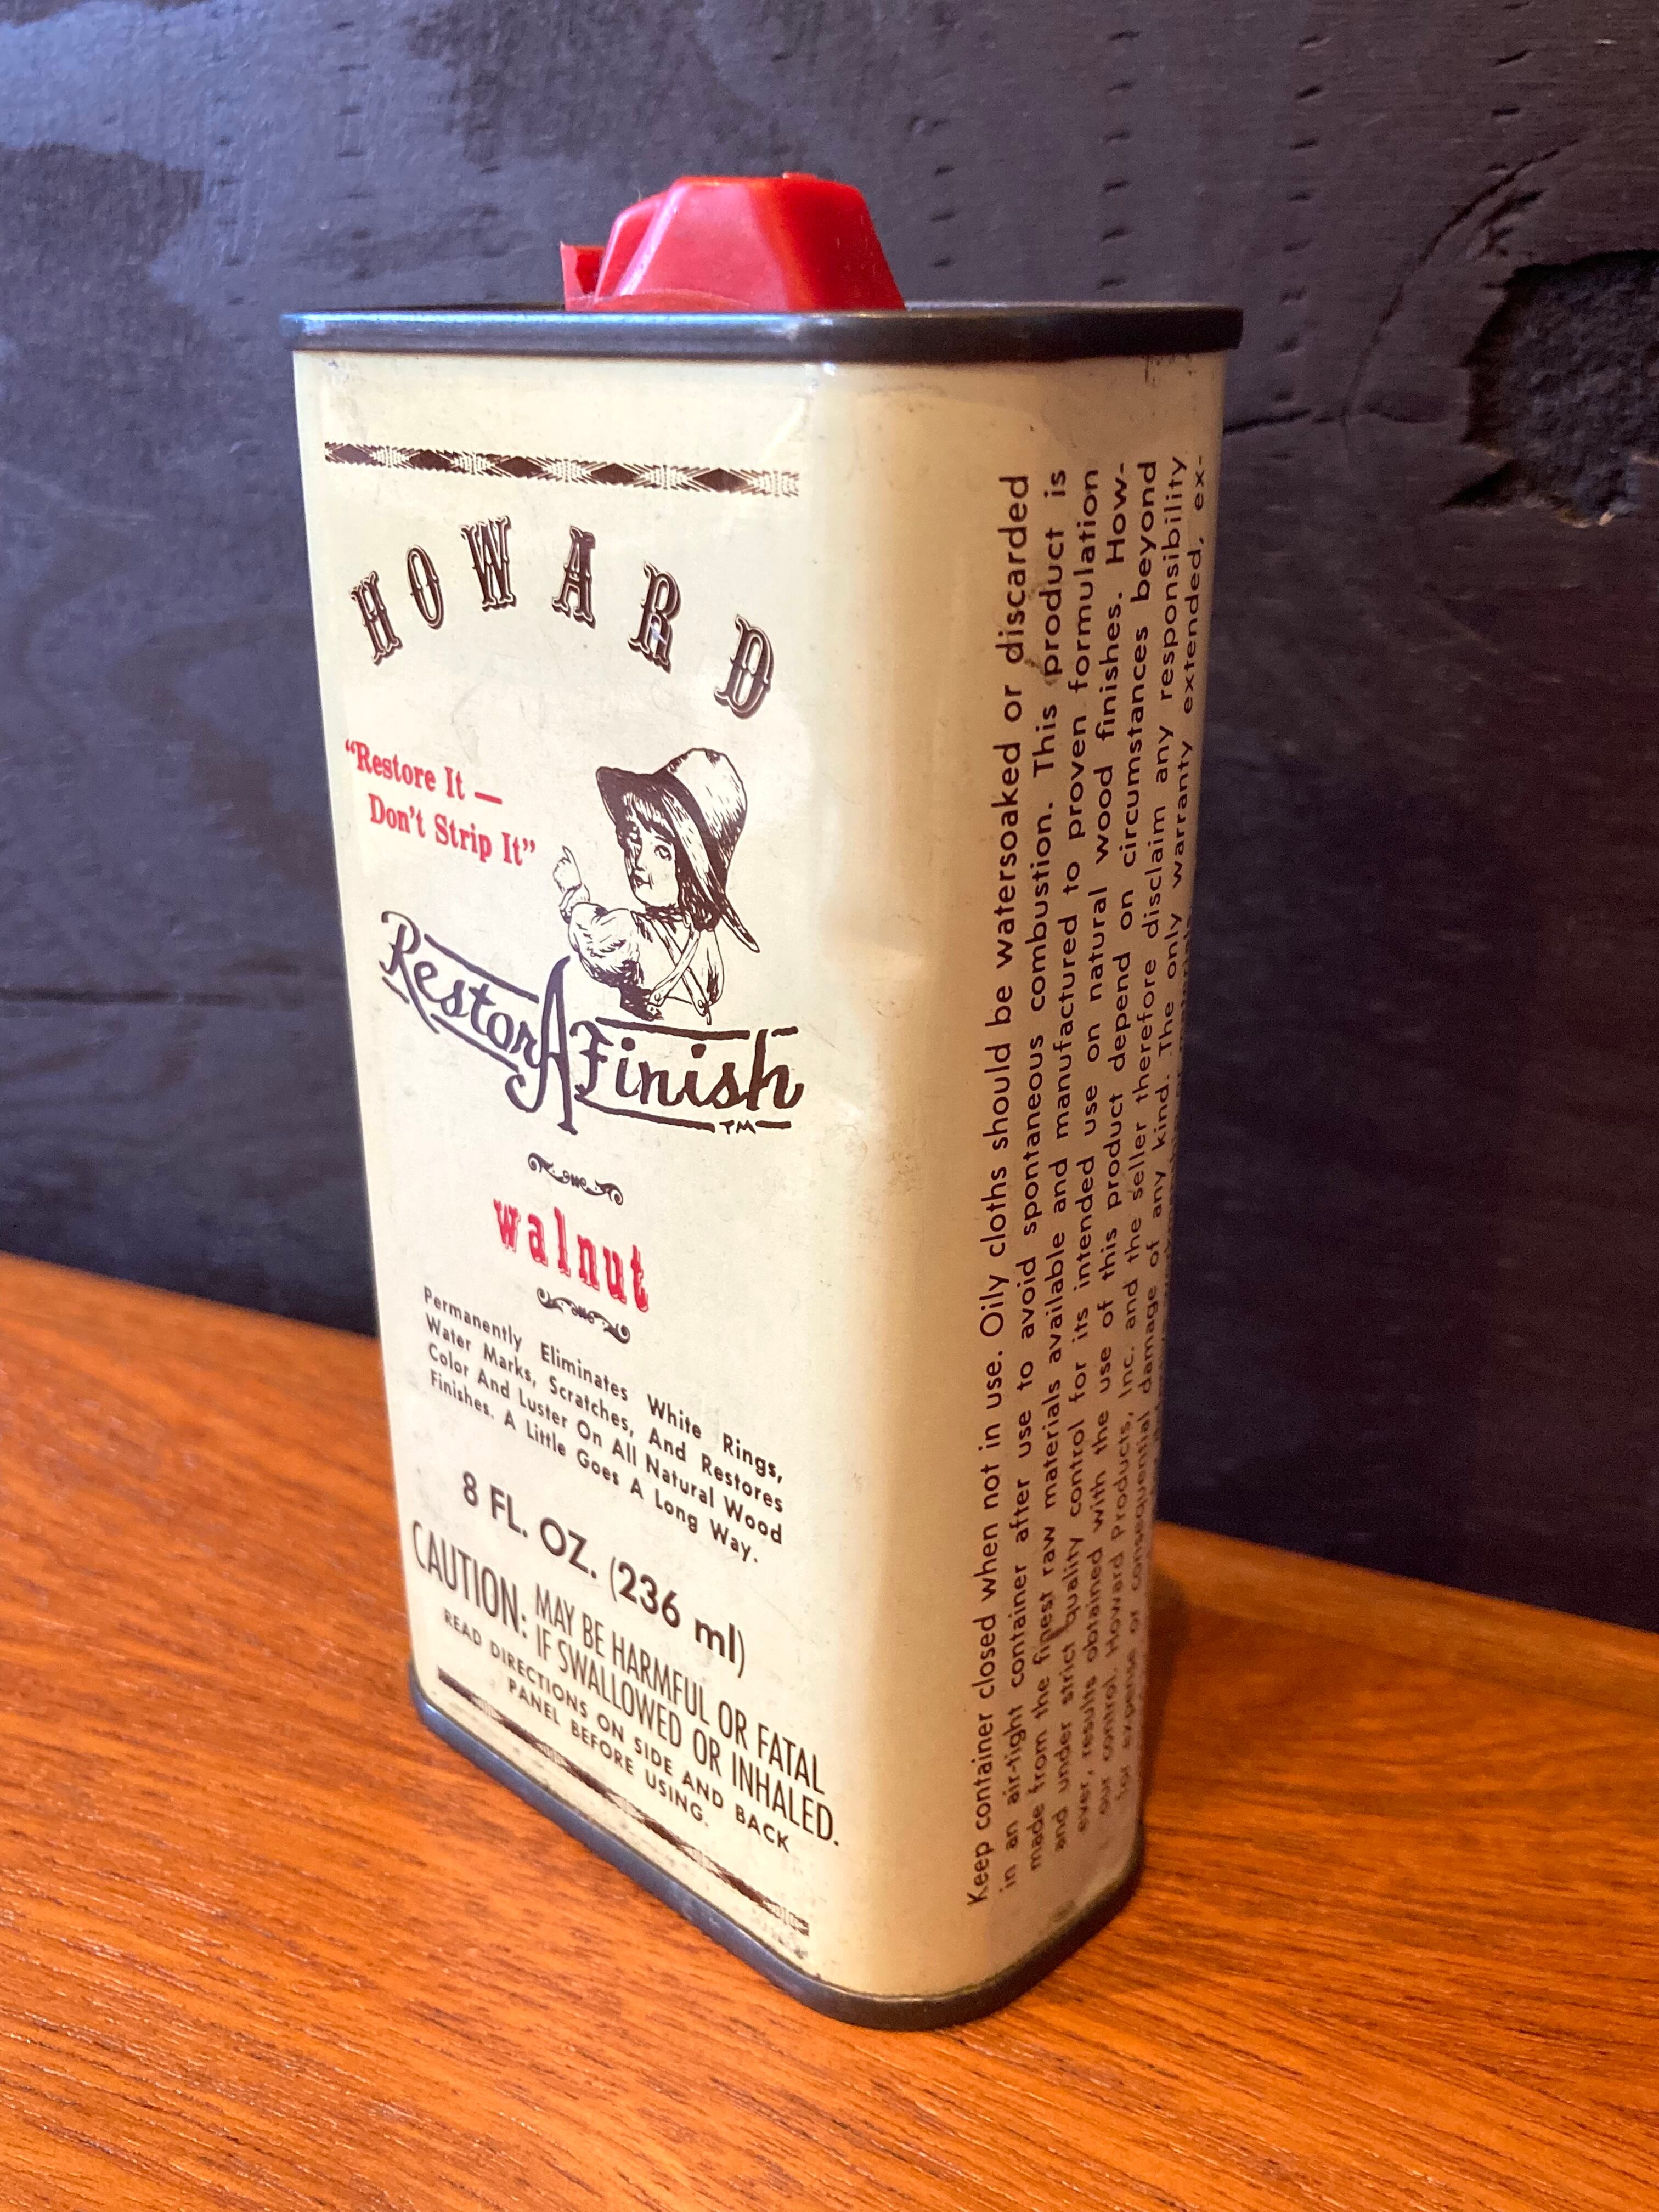 HOWARD
"Restore It —
Don't Strip It"
Restor A Finish
TM
walnut
Permanently Eliminates White Rings,
Water Marks, Scratches, And Restores
Color And Luster On All Natural Wood
Finishes. A Little Goes A Long Way.
8 FL. OZ. (236 ml)
CAUTION: MAY BE HARMFUL OR FATAL
IF SWALLOWED OR INHALED.
READ DIRECTIONS ON SIDE AND BACK
PANEL BEFORE USING.
Keep container closed when not in use. Oily cloths should be watersoaked or discarded
in an air-tight container after use to avoid spontaneous combustion. This product is
made from the finest raw materials available and manufactured to proven formulation
and under strict quality control for its intended use on natural wood finishes. How-
ever, results obtained with the use of this product depend on circumstances beyond
our control. Howard Products, Inc. and the seller therefore disclaim any responsibility
for expense or consequential damage of any kind. The only warranty extended, ex-